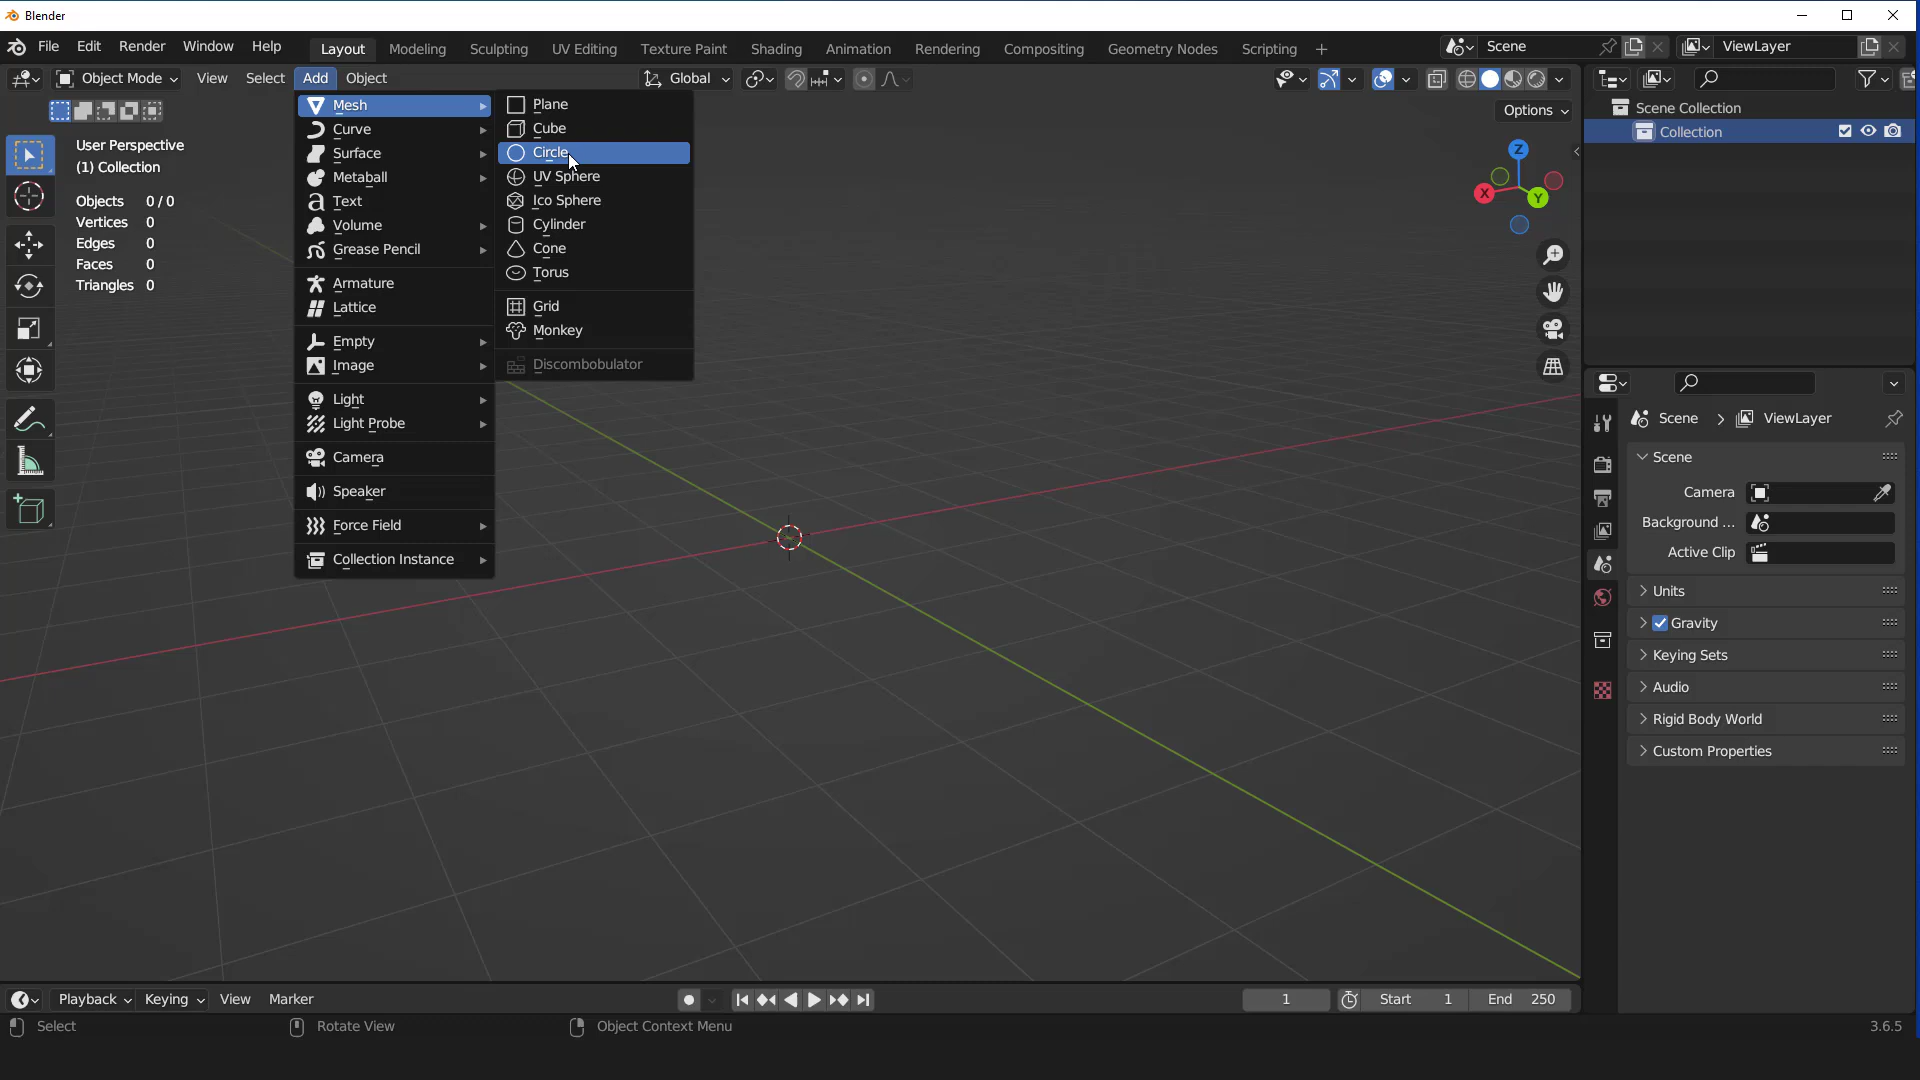 Blender
File Edit Render Window Help Layout Modeling Sculpting UV Editing Texture Paint Shading Animation Rendering Compositing Geometry Nodes Scripting + Scene ViewLayer
Object Mode View Select Add Object Global
Options
User Perspective
(1) Collection
Objects 0/0
Vertices 0
Edges 0
Faces 0
Triangles 0
Mesh
Curve
Surface
Metaball
Text
Volume
Grease Pencil
Armature
Lattice
Empty
Image
Light
Light Probe
Camera
Speaker
Force Field
Collection Instance
Plane
Cube
Circle
UV Sphere
Ico Sphere
Cylinder
Cone
Torus
Grid
Monkey
Discombobulator
Z
X
Y
Scene Collection
Collection
Scene > ViewLayer
Scene
Camera
Background ...
Active Clip
Units
Gravity
Keying Sets
Audio
Rigid Body World
Custom Properties
Playback Keying View Marker 1 Start 1 End 250
Select Rotate View Object Context Menu 3.6.5